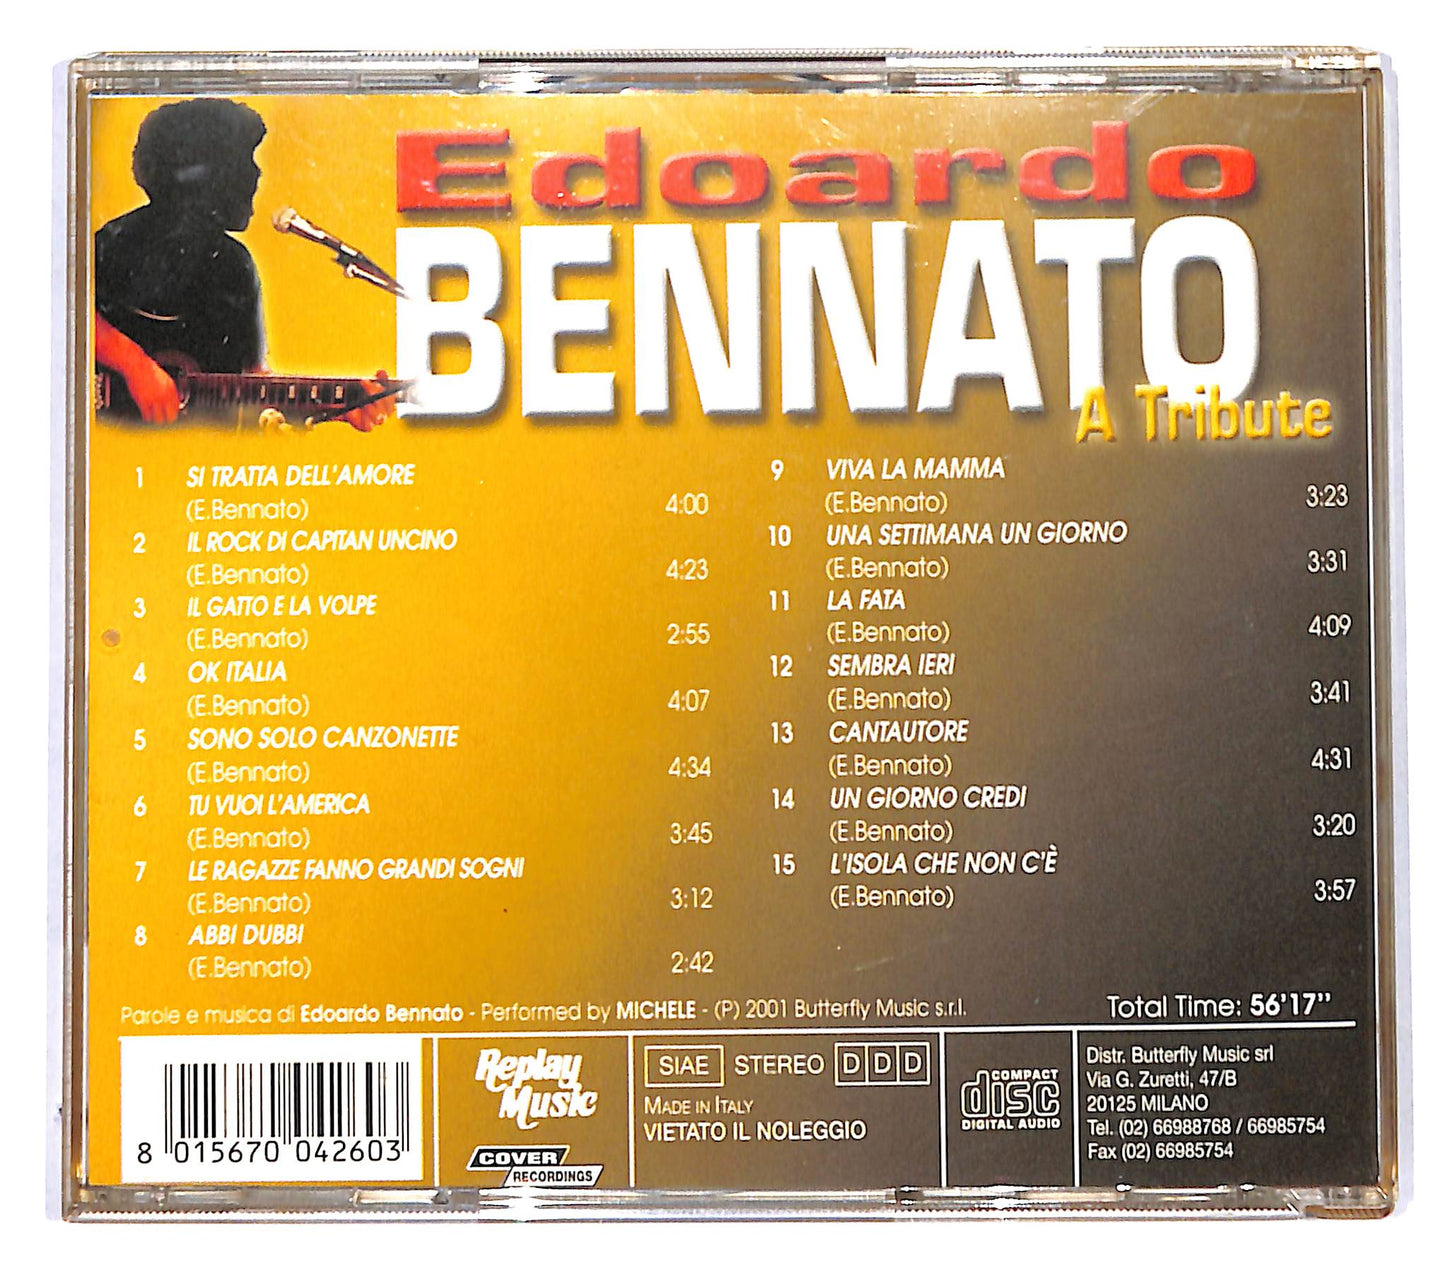 Edoardo
BENNATO
A Tribute
1 SI TRATTA DELL'AMORE
(E.Bennato) 4:00
2 IL ROCK DI CAPITAN UNCINO
(E.Bennato) 4:23
3 IL GATTO E LA VOLPE
(E.Bennato) 2:55
4 OK ITALIA
(E.Bennato) 4:07
5 SONO SOLO CANZONETTE
(E.Bennato) 4:34
6 TU VUOI L'AMERICA
(E.Bennato) 3:45
7 LE RAGAZZE FANNO GRANDI SOGNI
(E.Bennato) 3:12
8 ABBI DUBBI
(E.Bennato) 2:42
9 VIVA LA MAMMA
(E.Bennato) 3:23
10 UNA SETTIMANA UN GIORNO
(E.Bennato) 3:31
11 LA FATA
(E.Bennato) 4:09
12 SEMBRA IERI
(E.Bennato) 3:41
13 CANTAUTORE
(E.Bennato) 4:31
14 UN GIORNO CREDI
(E.Bennato) 3:20
15 L'ISOLA CHE NON C'È
(E.Bennato) 3:57
Parole e musica di Edoardo Bennato - Performed by MICHELE - (P) 2001 Butterfly Music s.r.l.
Total Time: 56'17"
8 015670 042603
Replay
Music
COVER
RECORDINGS
SIAE STEREO DDD
MADE IN ITALY
VIETATO IL NOLEGGIO
COMPACT
disc
DIGITAL AUDIO
Distr. Butterfly Music srl
Via G. Zuretti, 47/B
20125 MILANO
Tel. (02) 66988768 / 66985754
Fax (02) 66985754